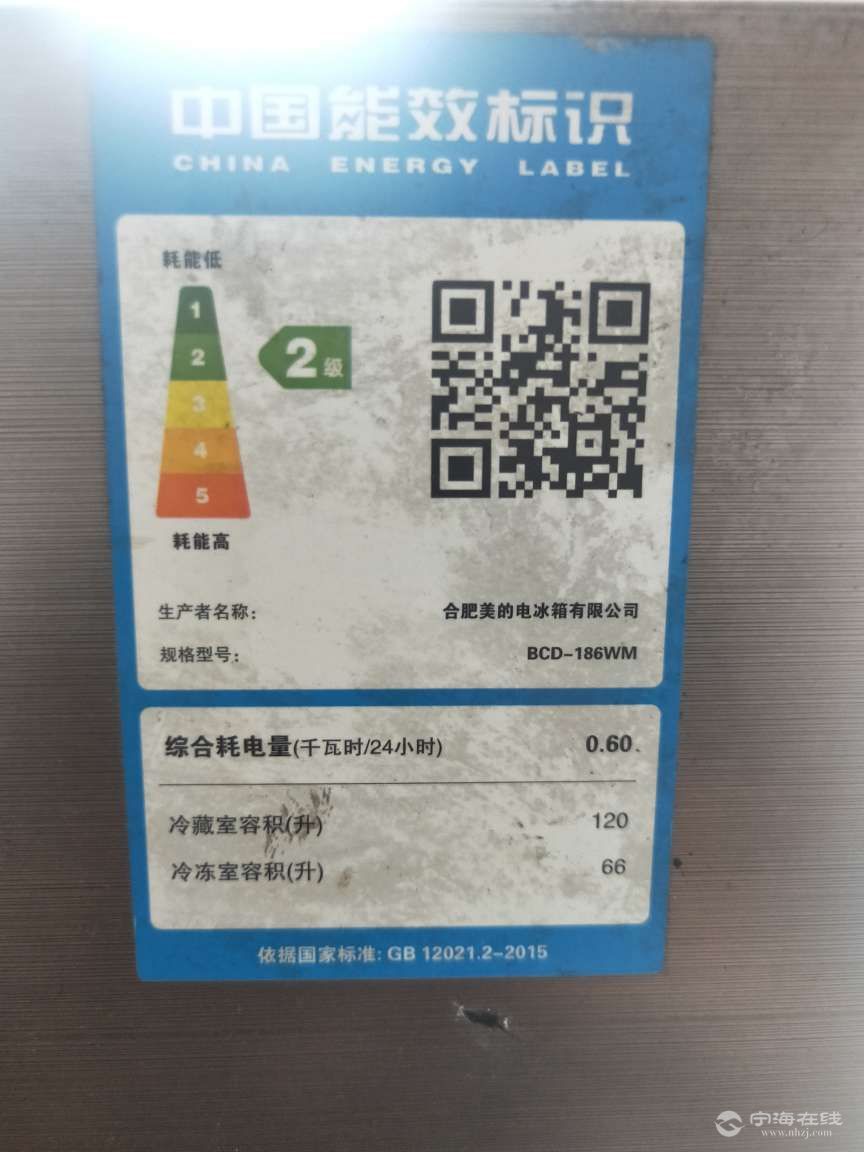 中国能效标识
CHINA ENERGY LABEL
耗能低
1
2
3
4
5
2级
耗能高
生产者名称: 合肥美的电冰箱有限公司
规格型号: BCD-186WM
综合耗电量(千瓦时/24小时) 0.60
冷藏室容积(升) 120
冷冻室容积(升) 66
依据国家标准: GB 12021.2-2015
宁海在线
www.nhzj.com